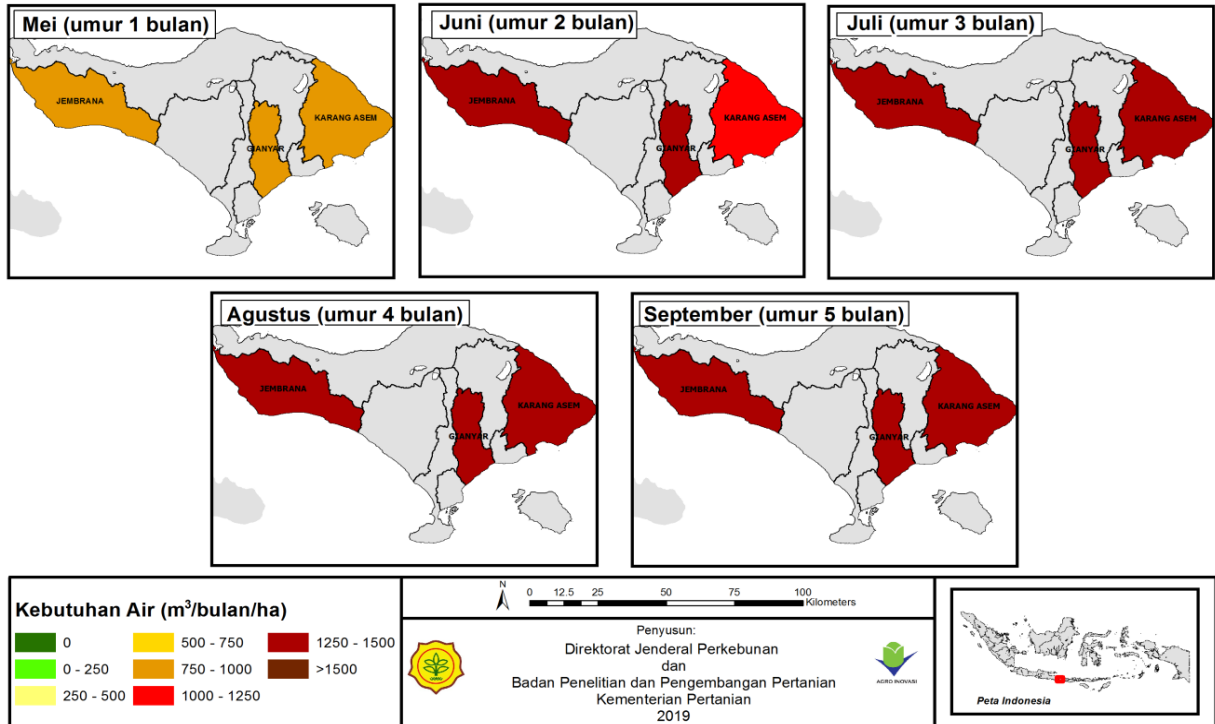 Mei (umur 1 bulan)
JEMBRANA
GIANYAR
KARANG ASEM
Juni (umur 2 bulan)
JEMBRANA
GIANYAR
KARANG ASEM
Juli (umur 3 bulan)
JEMBRANA
GIANYAR
KARANG ASEM
Agustus (umur 4 bulan)
JEMBRANA
GIANYAR
KARANG ASEM
September (umur 5 bulan)
JEMBRANA
GIANYAR
KARANG ASEM
Kebutuhan Air (m³/bulan/ha)
0
0 - 250
250 - 500
500 - 750
750 - 1000
1000 - 1250
1250 - 1500
>1500
N
0 12.5 25 50 75 100
Kilometers
Penyusun:
Direktorat Jenderal Perkebunan
dan
Badan Penelitian dan Pengembangan Pertanian
Kementerian Pertanian
2019
AGRO INOVASI
Peta Indonesia